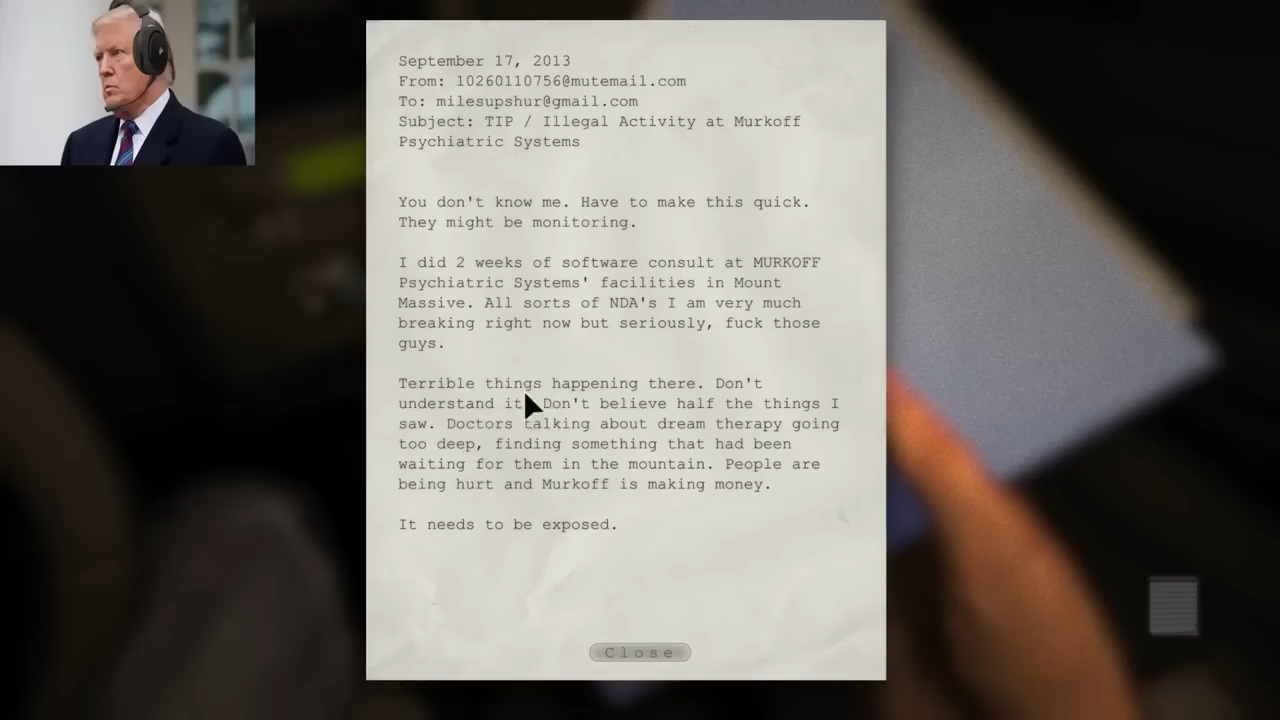 September 17, 2013
From: 10260110756@mutemail.com
To: milesupshur@gmail.com
Subject: TIP / Illegal Activity at Murkoff
Psychiatric Systems
You don't know me. Have to make this quick.
They might be monitoring.
I did 2 weeks of software consult at MURKOFF
Psychiatric Systems' facilities in Mount
Massive. All sorts of NDA's I am very much
breaking right now but seriously, fuck those
guys.
Terrible things happening there. Don't
understand it. Don't believe half the things I
saw. Doctors talking about dream therapy going
too deep, finding something that had been
waiting for them in the mountain. People are
being hurt and Murkoff is making money.
It needs to be exposed.
Close